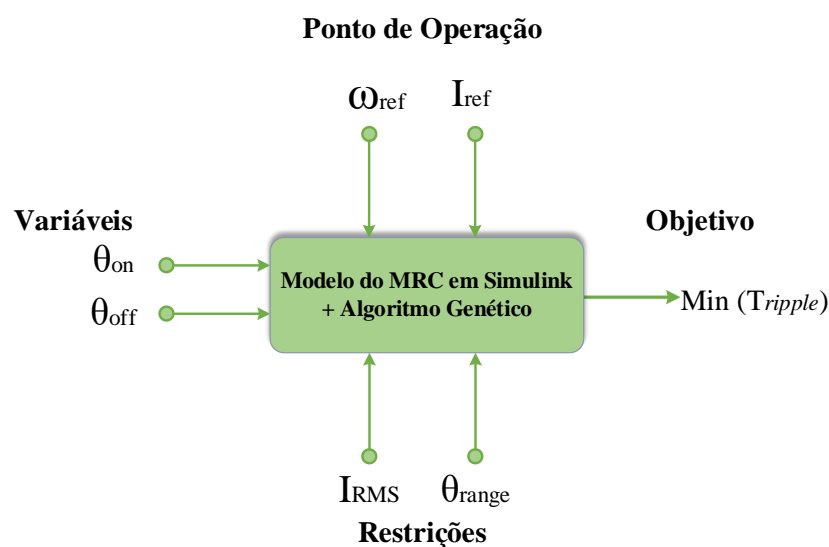 Ponto de Operação
ωref Iref
Variáveis
Objetivo
θon
θoff
Modelo do MRC em Simulink
+ Algoritmo Genético
Min (Tripple)
IRMS θrange
Restrições